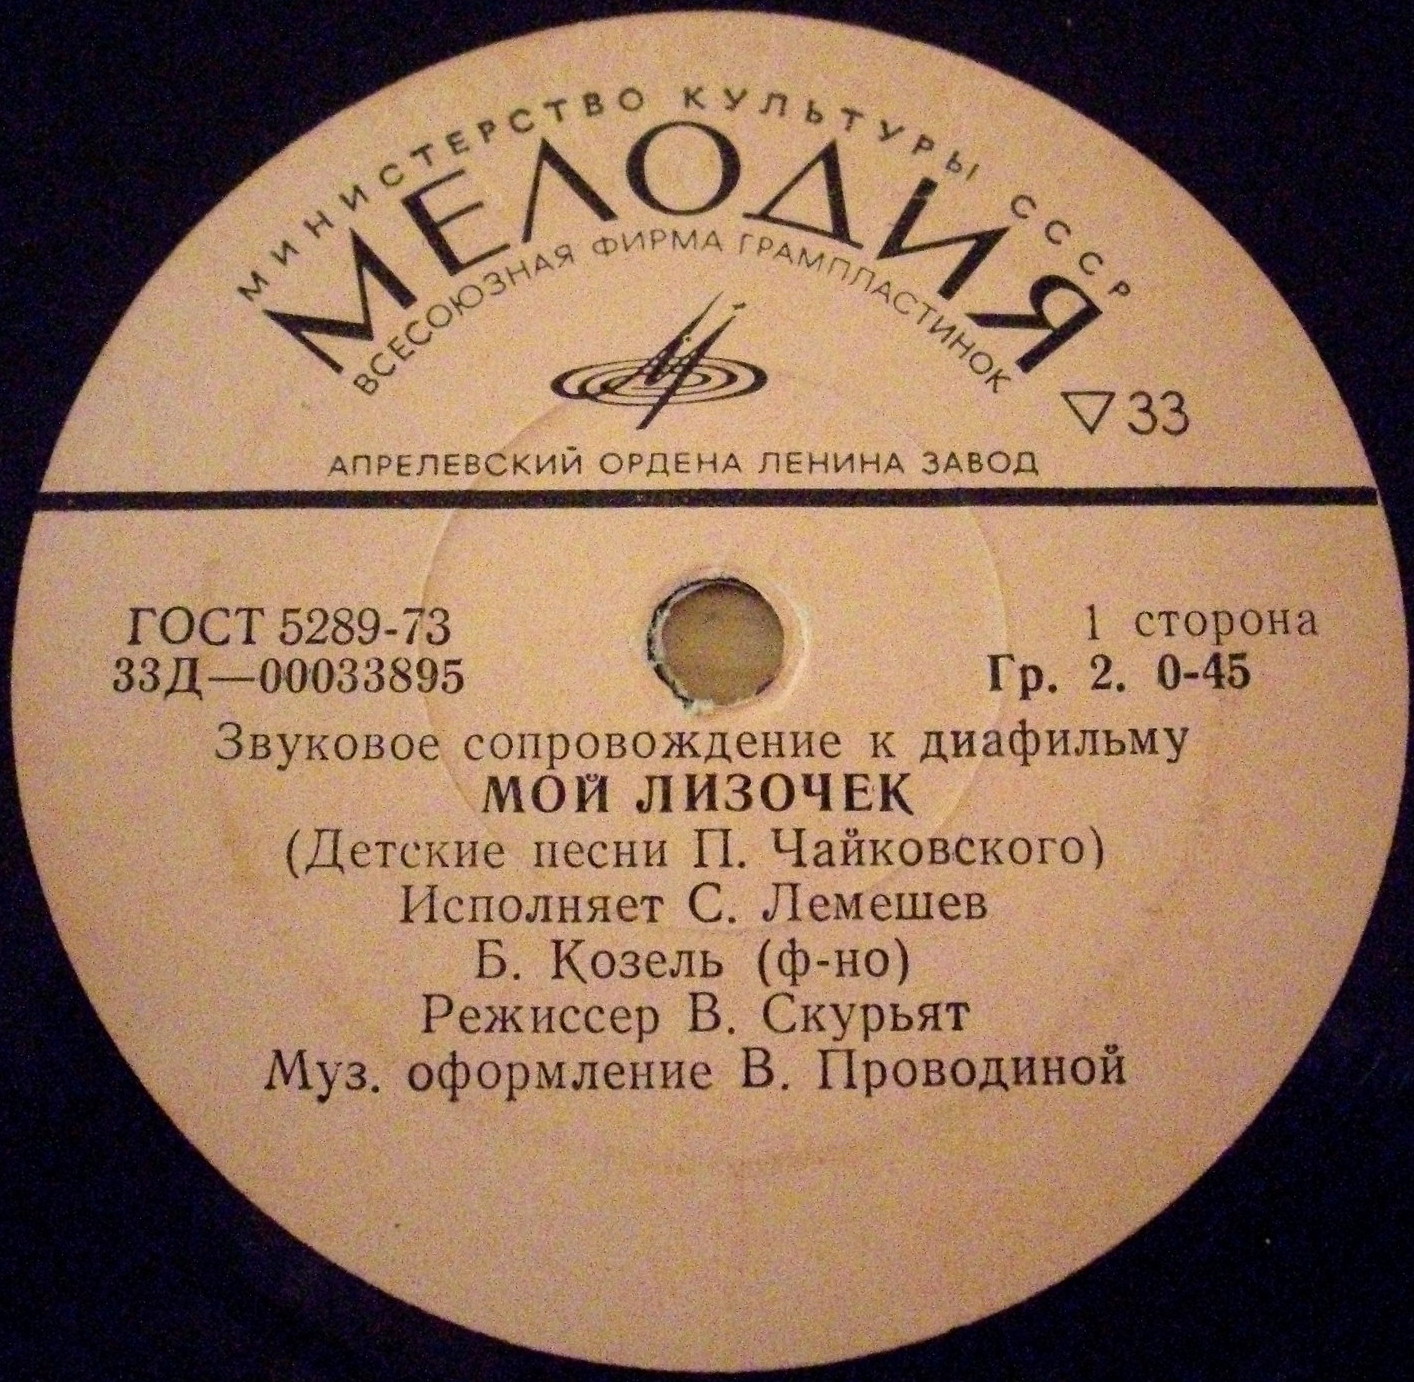 МИНИСТЕРСТВО КУЛЬТУРЫ СССР
МЕЛОДИЯ
ВСЕСОЮЗНАЯ ФИРМА ГРАМПЛАСТИНОК
▽33
АПРЕЛЕВСКИЙ ОРДЕНА ЛЕНИНА ЗАВОД
ГОСТ 5289-73
1 сторона
33Д—00033895
Гр. 2. 0-45
Звуковое сопровождение к диафильму
МОЙ ЛИЗОЧЕК
(Детские песни П. Чайковского)
Исполняет С. Лемешев
Б. Козель (ф-но)
Режиссер В. Скурьят
Муз. оформление В. Проводиной